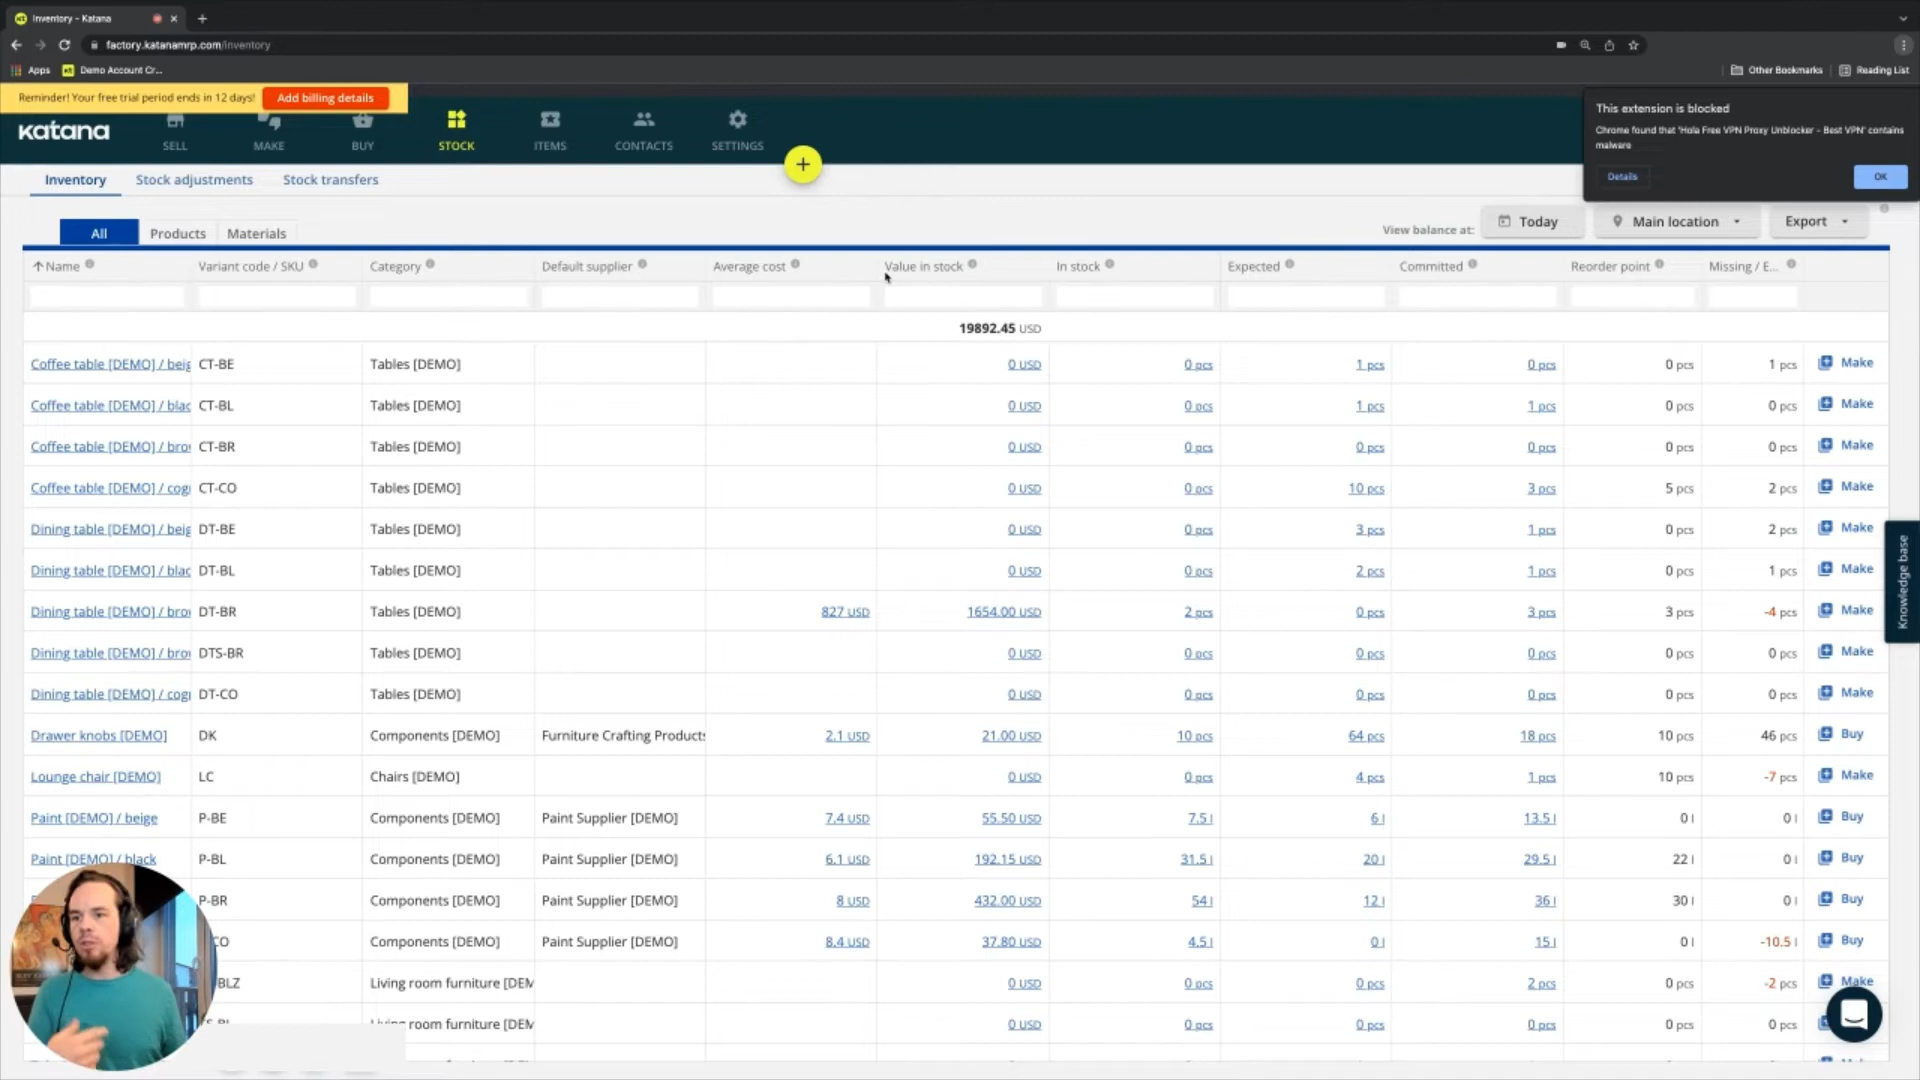 Inventory - Katana
factory.katanamrp.com/inventory
Apps Demo Account Cr...
Other Bookmarks Reading List
Reminder! Your free trial period ends in 12 days! Add billing details
This extension is blocked
Chrome found that 'Hola Free VPN Proxy Unblocker - Best VPN' contains
malware
Details OK
katana SELL MAKE BUY STOCK ITEMS CONTACTS SETTINGS
+
Inventory Stock adjustments Stock transfers
All Products Materials View balance at: Today Main location Export
Name Variant code / SKU Category Default supplier Average cost Value in stock In stock Expected Committed Reorder point Missing / E...
19892.45 USD
Coffee table [DEMO] / beig CT-BE Tables [DEMO] 0 USD 0 pcs 1 pcs 0 pcs 0 pcs 1 pcs Make
Coffee table [DEMO] / blac CT-BL Tables [DEMO] 0 USD 0 pcs 1 pcs 1 pcs 0 pcs 0 pcs Make
Coffee table [DEMO] / brov CT-BR Tables [DEMO] 0 USD 0 pcs 0 pcs 0 pcs 0 pcs 0 pcs Make
Coffee table [DEMO] / cogi CT-CO Tables [DEMO] 0 USD 0 pcs 10 pcs 3 pcs 5 pcs 2 pcs Make
Dining table [DEMO] / beig DT-BE Tables [DEMO] 0 USD 0 pcs 3 pcs 1 pcs 0 pcs 2 pcs Make
Dining table [DEMO] / blac DT-BL Tables [DEMO] 0 USD 0 pcs 2 pcs 1 pcs 0 pcs 1 pcs Make
Dining table [DEMO] / brov DT-BR Tables [DEMO] 827 USD 1654.00 USD 2 pcs 0 pcs 3 pcs 3 pcs -4 pcs Make
Dining table [DEMO] / brov DTS-BR Tables [DEMO] 0 USD 0 pcs 0 pcs 0 pcs 0 pcs 0 pcs Make
Dining table [DEMO] / cogi DT-CO Tables [DEMO] 0 USD 0 pcs 0 pcs 0 pcs 0 pcs 0 pcs Make
Drawer knobs [DEMO] DK Components [DEMO] Furniture Crafting Products 2.1 USD 21.00 USD 10 pcs 64 pcs 18 pcs 10 pcs 46 pcs Buy
Lounge chair [DEMO] LC Chairs [DEMO] 0 USD 0 pcs 4 pcs 1 pcs 10 pcs -7 pcs Make
Paint [DEMO] / beige P-BE Components [DEMO] Paint Supplier [DEMO] 7.4 USD 55.50 USD 7.5 l 6 l 13.5 l 0 l 0 l Buy
Paint [DEMO] / black P-BL Components [DEMO] Paint Supplier [DEMO] 6.1 USD 192.15 USD 31.5 l 20 l 29.5 l 22 l 0 l Buy
P-BR Components [DEMO] Paint Supplier [DEMO] 8 USD 432.00 USD 54 l 12 l 36 l 30 l 0 l Buy
CO Components [DEMO] Paint Supplier [DEMO] 8.4 USD 37.80 USD 4.5 l 0 l 15 l 0 l -10.5 l Buy
BLZ Living room furniture [DEM 0 USD 0 pcs 0 pcs 2 pcs 0 pcs -2 pcs Make
Living room furniture [DEM 0 USD 0 pcs 0 pcs 0 pcs 0 pcs 0 pcs
Knowledge base